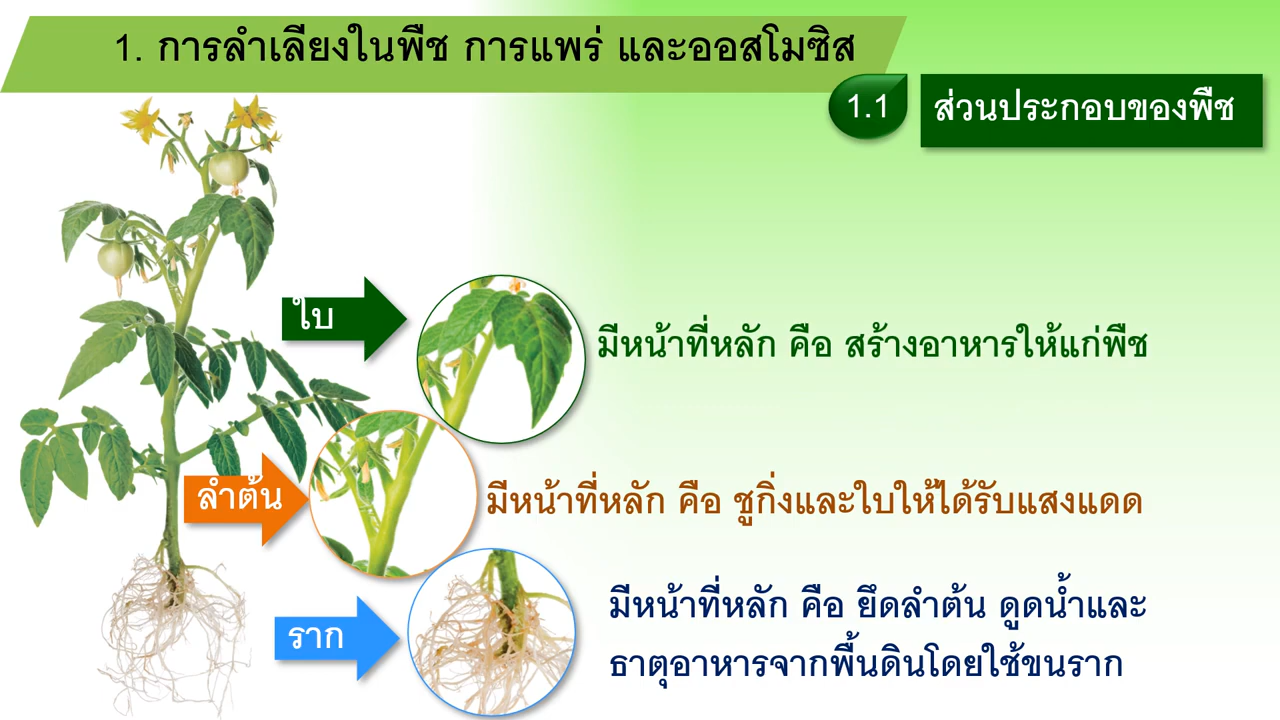 1. การลำเลียงในพืช การแพร่ และออสโมซิส
1.1 ส่วนประกอบของพืช
ใบ
มีหน้าที่หลัก คือ สร้างอาหารให้แก่พืช
ลำต้น
มีหน้าที่หลัก คือ ชูกิ่งและใบให้ได้รับแสงแดด
ราก
มีหน้าที่หลัก คือ ยึดลำต้น ดูดน้ำและ
ธาตุอาหารจากพื้นดินโดยใช้ขนราก